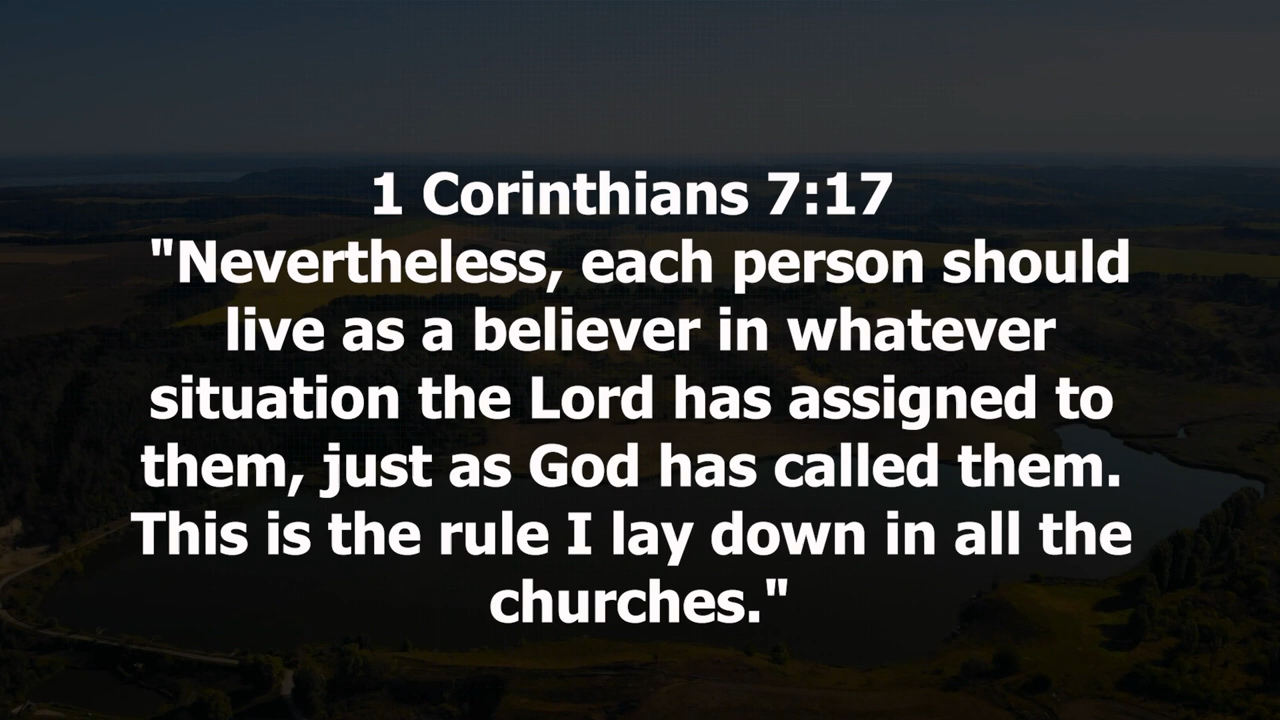 1 Corinthians 7:17
"Nevertheless, each person should
live as a believer in whatever
situation the Lord has assigned to
them, just as God has called them.
This is the rule I lay down in all the
churches."